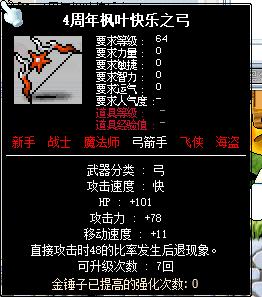 4周年枫叶快乐之弓
要求等级： 64
要求力量： 0
要求敏捷： 0
要求智力： 0
要求运气： 0
要求人气度：-
道具等级： -
道具经验值：-
新手 战士 魔法师 弓箭手 飞侠 海盗
武器分类： 弓
攻击速度： 快
HP ： +101
攻击力 ： +78
移动速度 ： +11
直接攻击时48的比率发生后退现象。
可升级次数 ： 7回
金锤子已提高的强化次数: 0